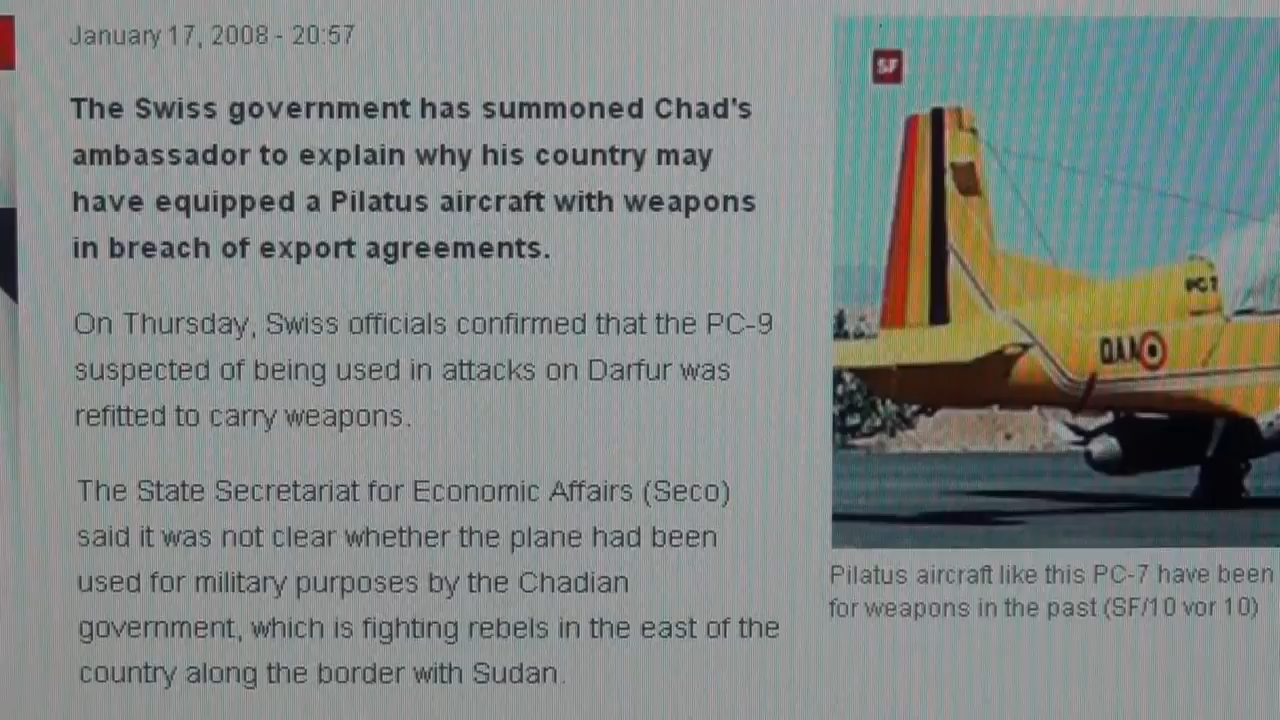 January 17, 2008 - 20:57
The Swiss government has summoned Chad's
ambassador to explain why his country may
have equipped a Pilatus aircraft with weapons
in breach of export agreements.
On Thursday, Swiss officials confirmed that the PC-9
suspected of being used in attacks on Darfur was
refitted to carry weapons.
The State Secretariat for Economic Affairs (Seco)
said it was not clear whether the plane had been
used for military purposes by the Chadian
government, which is fighting rebels in the east of the
country along the border with Sudan.
SF
PC7
Pilatus aircraft like this PC-7 have been
for weapons in the past (SF/10 vor 10)